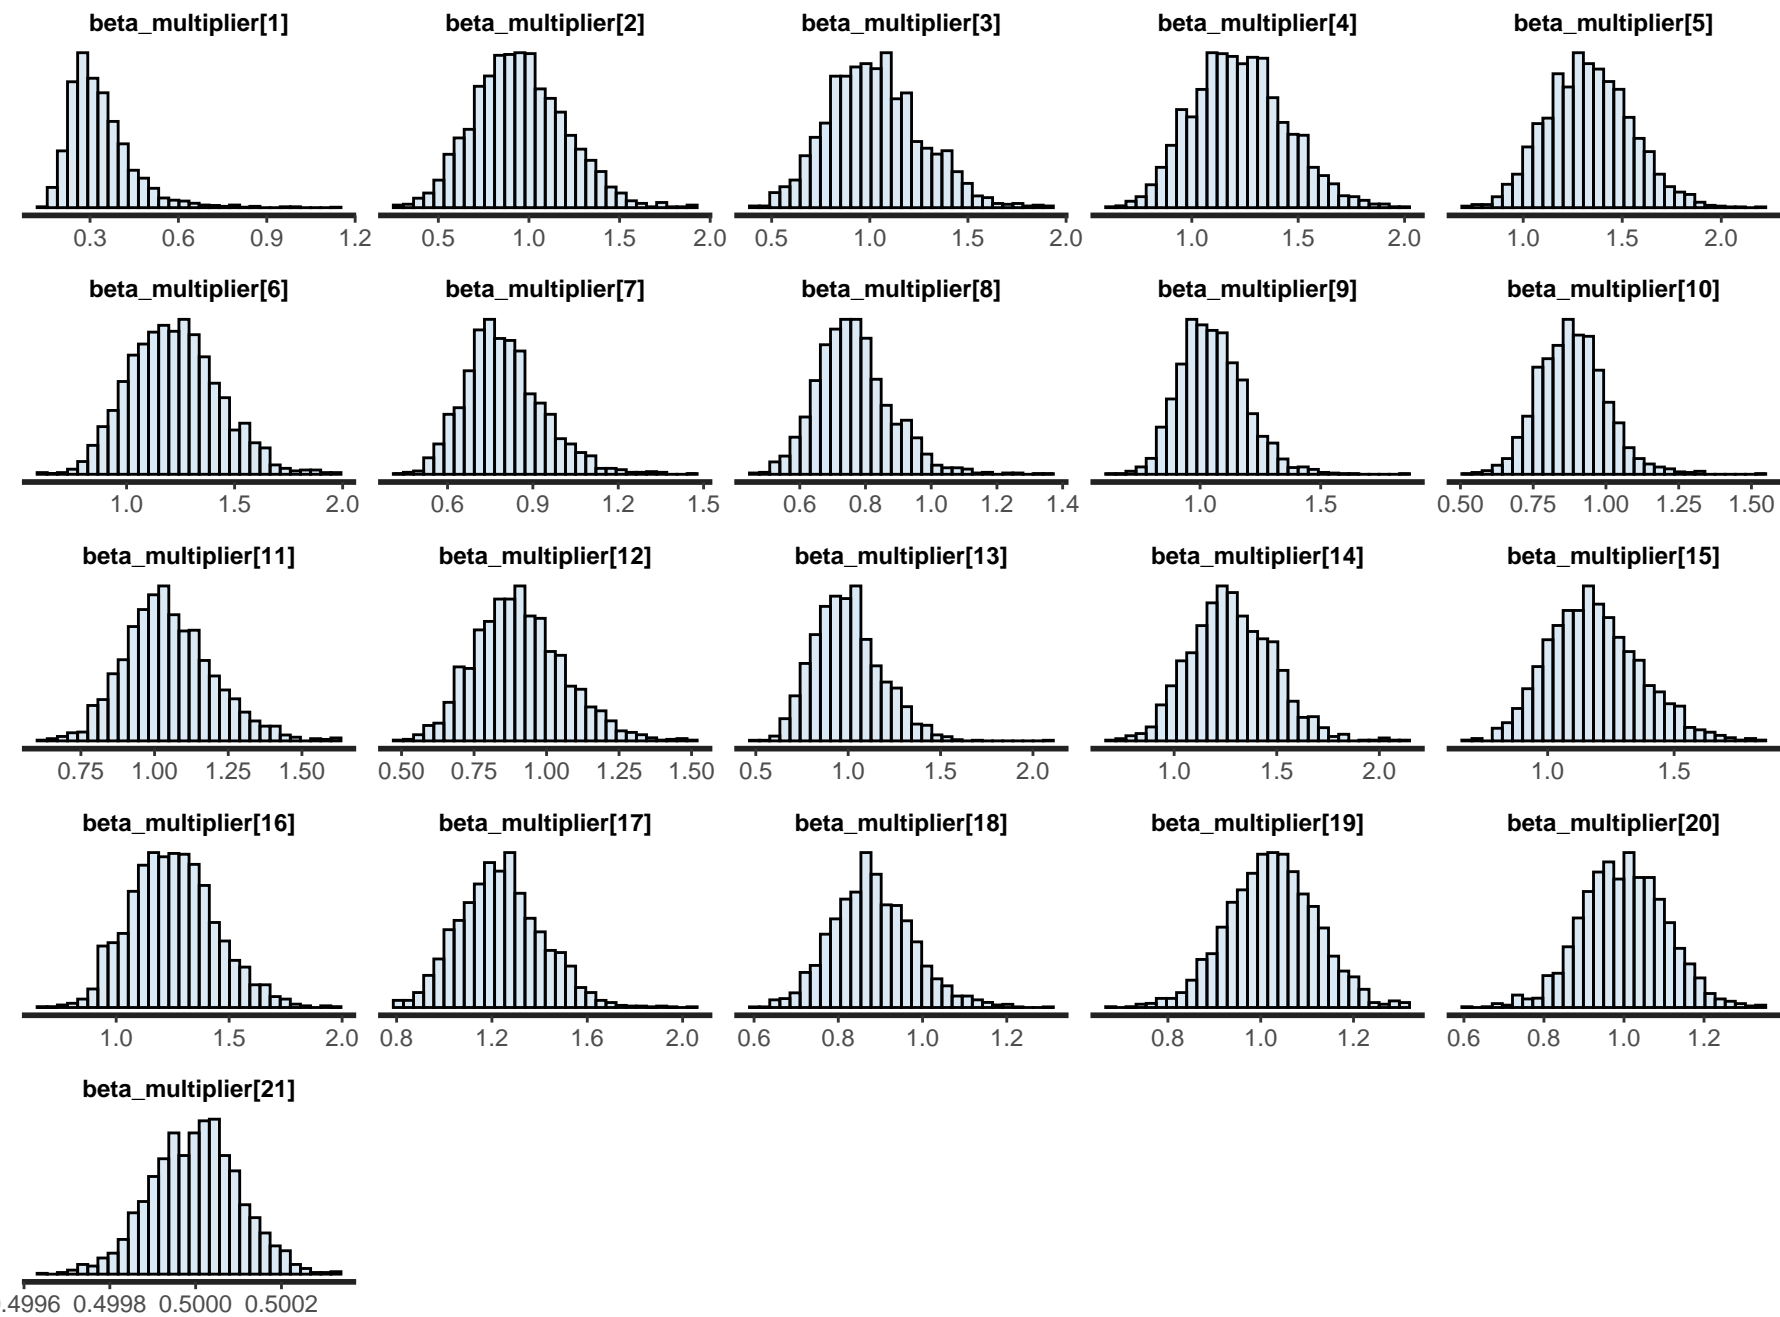 beta_multiplier[1] beta_multiplier[2] beta_multiplier[3] beta_multiplier[4] beta_multiplier[5]
0.3 0.6 0.9 1.2 0.5 1.0 1.5 2.0 0.5 1.0 1.5 2.0 1.0 1.5 2.0 1.0 1.5 2.0
beta_multiplier[6] beta_multiplier[7] beta_multiplier[8] beta_multiplier[9] beta_multiplier[10]
1.0 1.5 2.0 0.6 0.9 1.2 1.5 0.6 0.8 1.0 1.2 1.4 1.0 1.5 0.50 0.75 1.00 1.25 1.50
beta_multiplier[11] beta_multiplier[12] beta_multiplier[13] beta_multiplier[14] beta_multiplier[15]
0.75 1.00 1.25 1.50 0.50 0.75 1.00 1.25 1.50 0.5 1.0 1.5 2.0 1.0 1.5 2.0 1.0 1.5
beta_multiplier[16] beta_multiplier[17] beta_multiplier[18] beta_multiplier[19] beta_multiplier[20]
1.0 1.5 2.0 0.8 1.2 1.6 2.0 0.6 0.8 1.0 1.2 0.8 1.0 1.2 0.6 0.8 1.0 1.2
beta_multiplier[21]
.4996 0.4998 0.5000 0.5002